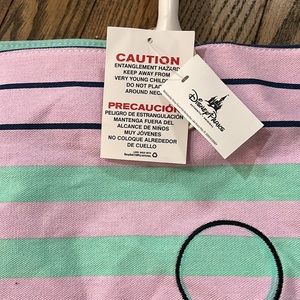 CAUTION
ENTANGLEMENT HAZARD
KEEP AWAY FROM
VERY YOUNG CHILDREN
DO NOT PLACE
AROUND NECK
PRECAUCIÓN
PELIGRO DE ESTRANGULACIÓN
MANTENGA FUERA DEL
ALCANCE DE NIÑOS
MUY JÓVENES
NO COLOQUE ALREDEDOR
DE CUELLO
Disney Parks